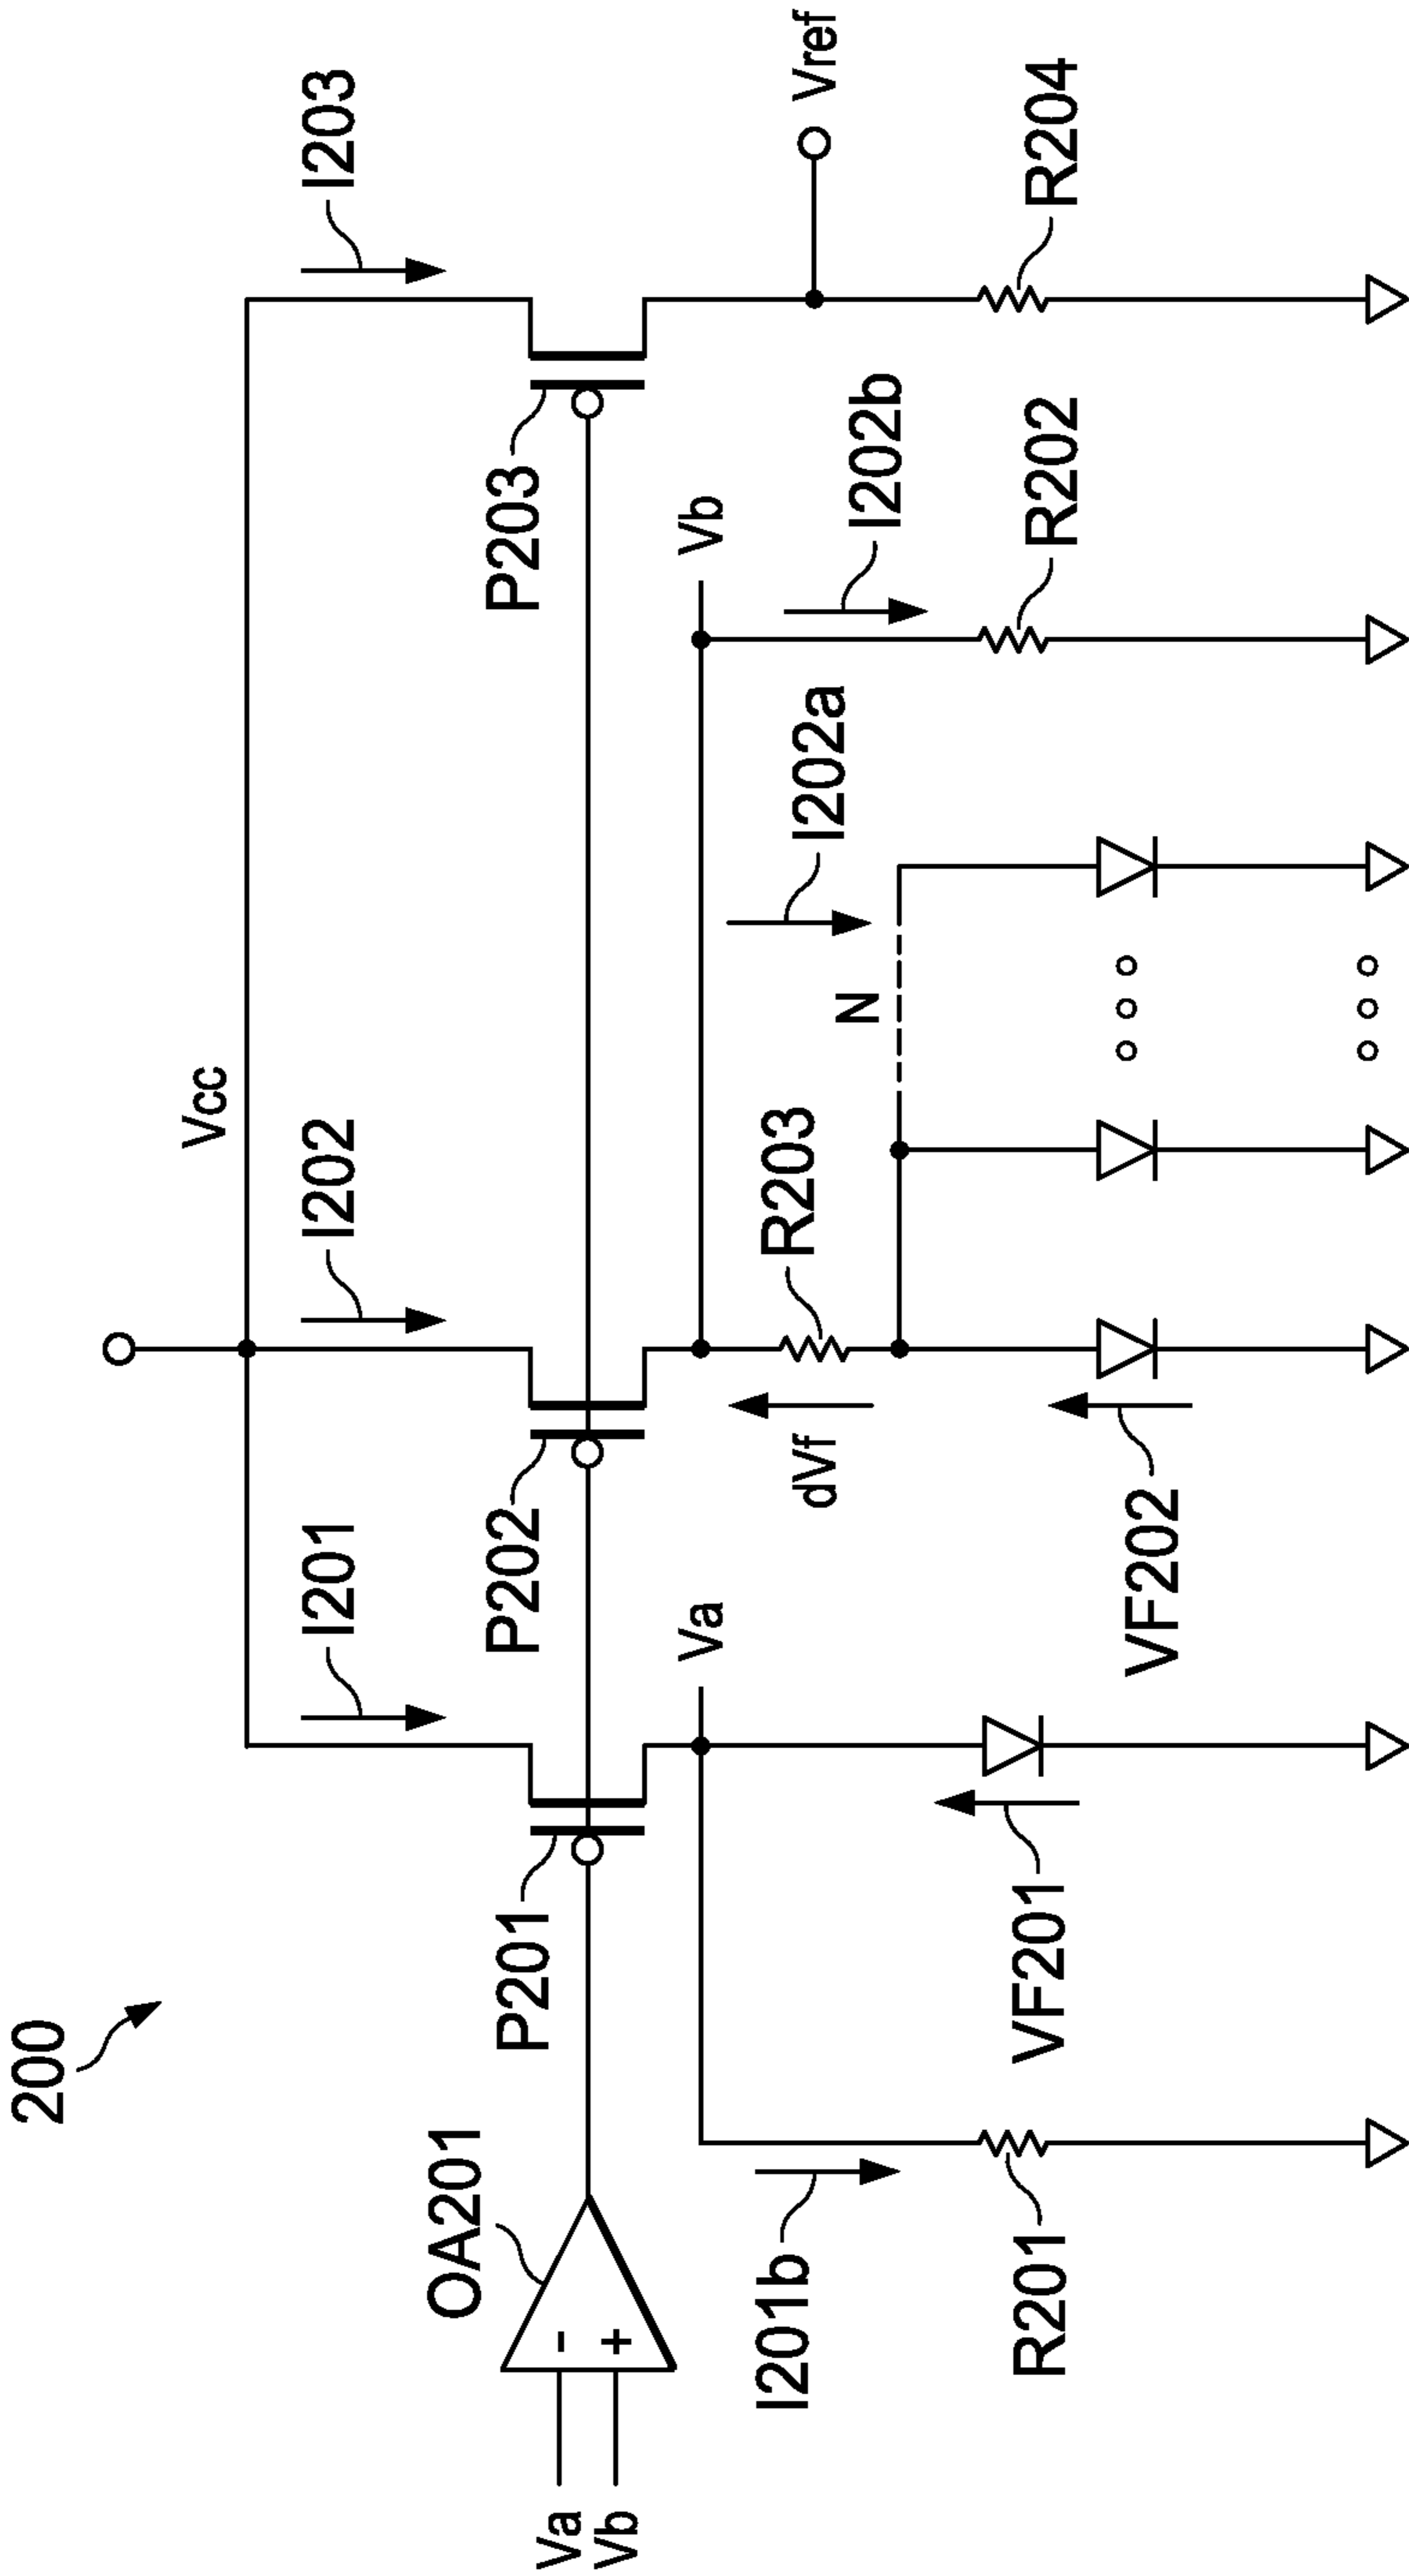 200
Vcc
I201
I202
I203
OA201
P201
P202
P203
Va
Vb
-
+
Va
Vb
Vref
I201b
dVf
R203
N
I202a
I202b
R201
VF201
VF202
R202
R204